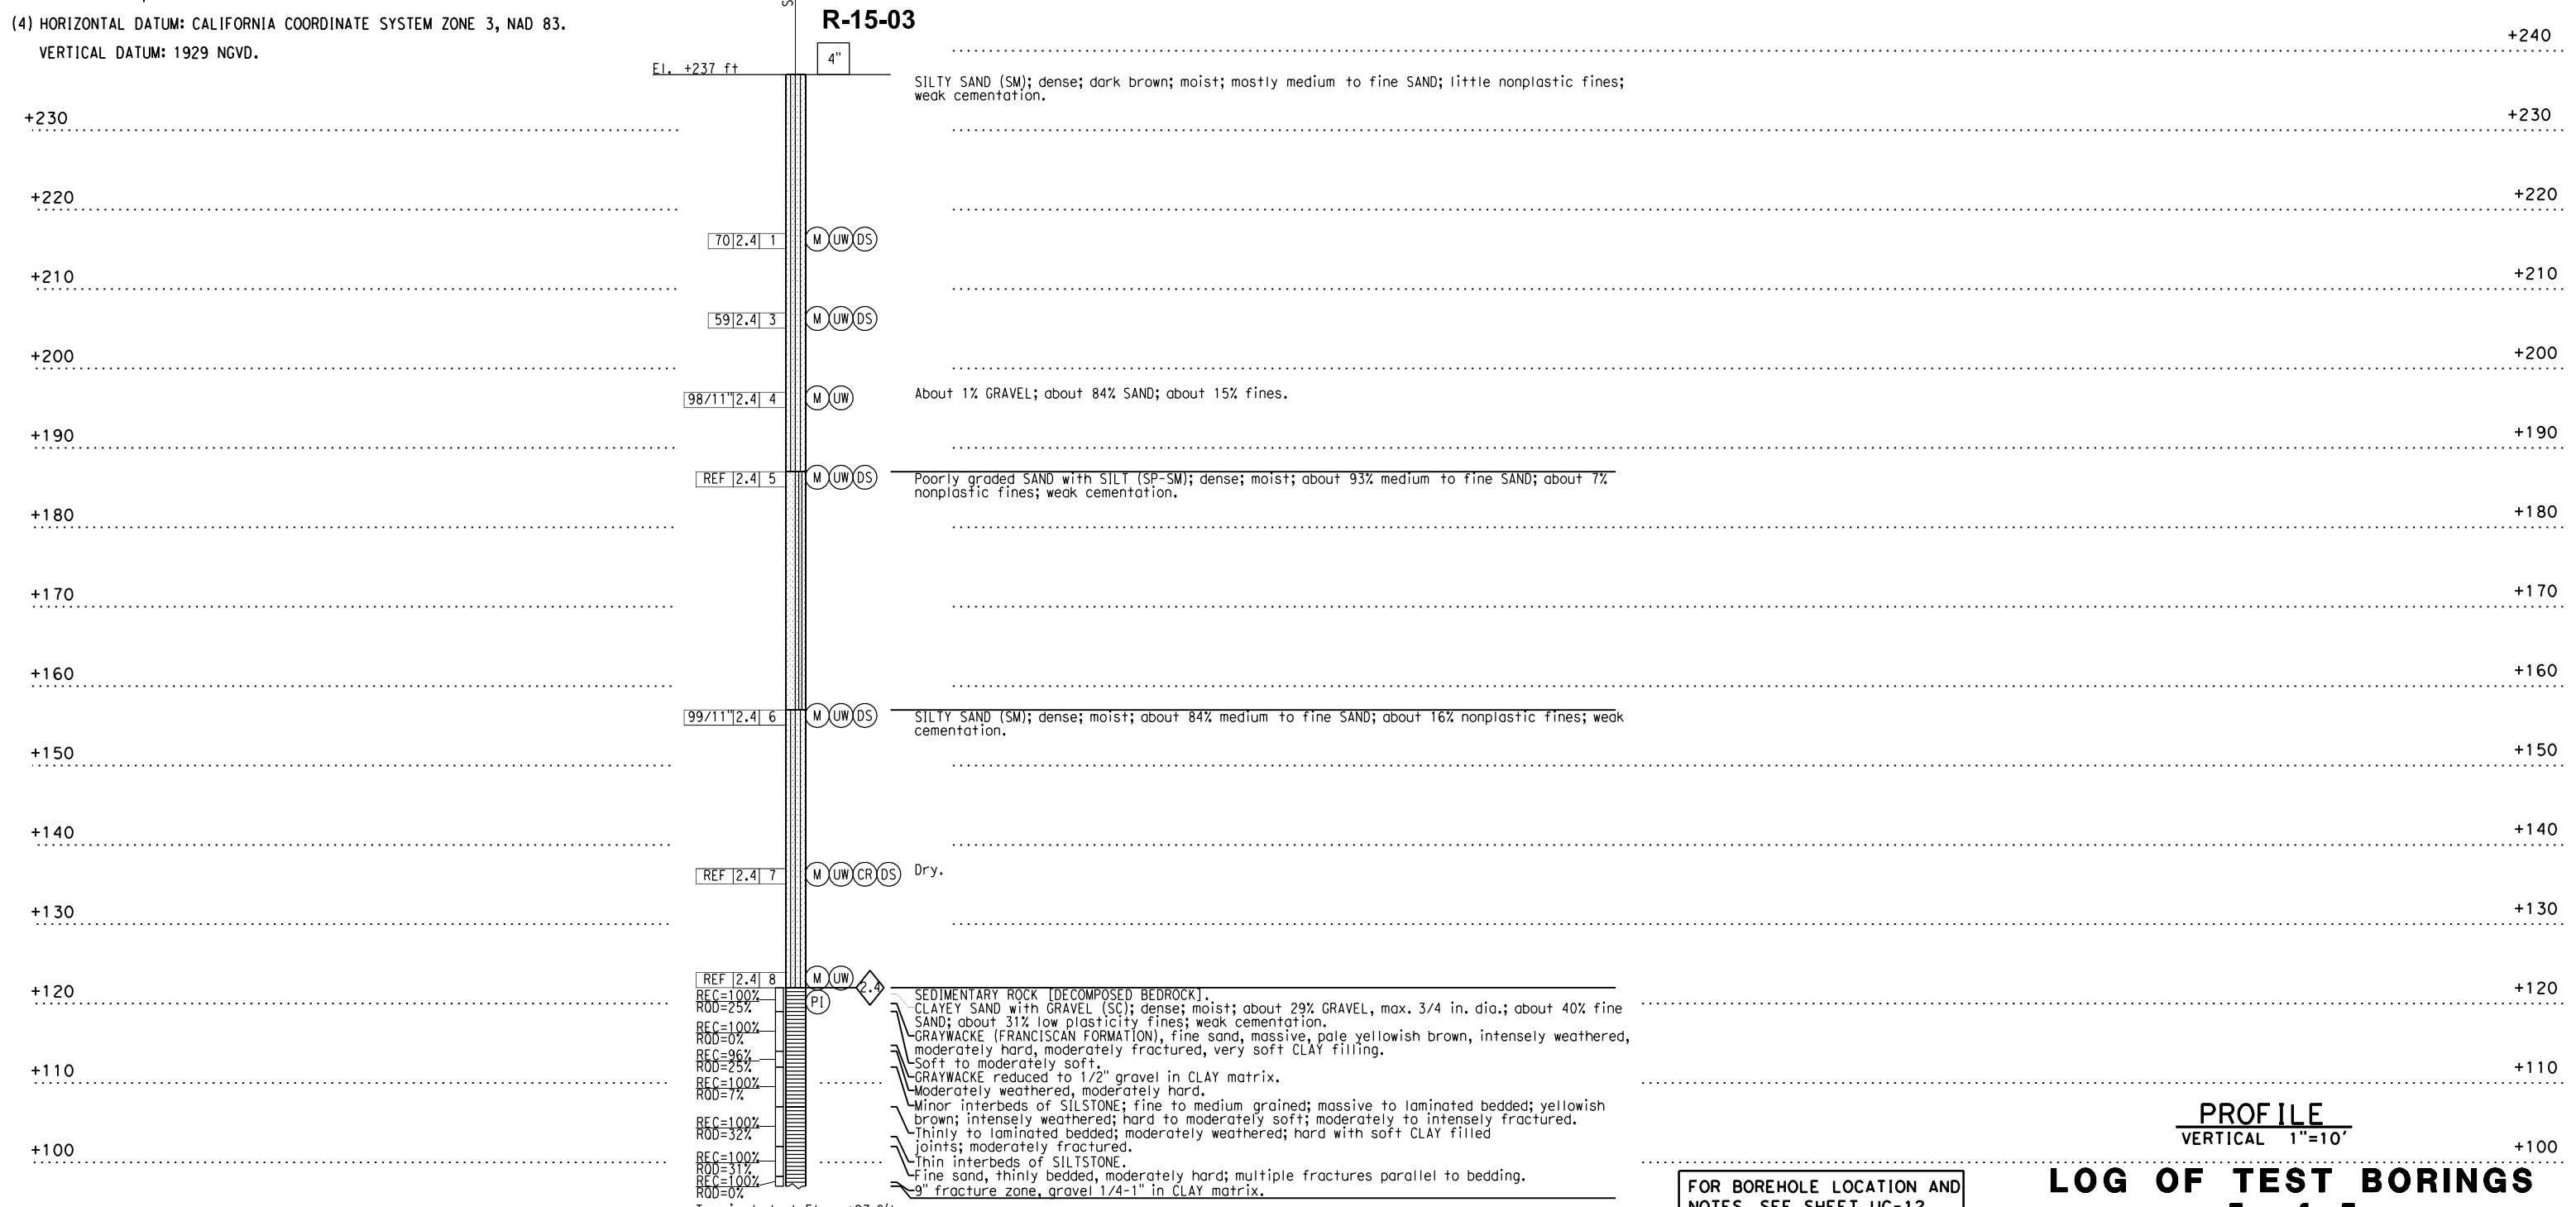 (4) HORIZONTAL DATUM: CALIFORNIA COORDINATE SYSTEM ZONE 3, NAD 83.
VERTICAL DATUM: 1929 NGVD.
R-15-03
4"
El. +237 ft
+240
SILTY SAND (SM); dense; dark brown; moist; mostly medium to fine SAND; little nonplastic fines;
weak cementation.
+230 +230
+220 +220
70 2.4 1 M UW DS
+210 +210
59 2.4 3 M UW DS
+200 +200
98/11" 2.4 4 M UW About 1% GRAVEL; about 84% SAND; about 15% fines.
+190 +190
REF 2.4 5 M UW DS Poorly graded SAND with SILT (SP-SM); dense; moist; about 93% medium to fine SAND; about 7%
nonplastic fines; weak cementation.
+180 +180
+170 +170
+160 +160
99/11" 2.4 6 M UW DS SILTY SAND (SM); dense; moist; about 84% medium to fine SAND; about 16% nonplastic fines; weak
cementation.
+150 +150
+140 +140
REF 2.4 7 M UW CR DS Dry.
+130 +130
REF 2.4 8 M UW 2.4
+120 +120
REC=100%
RQD=25%
PI
REC=100%
RQD=0%
REC=96%
RQD=25%
+110 +110
REC=100%
RQD=7%
REC=100%
RQD=32%
+100 +100
REC=100%
RQD=31%
REC=100%
RQD=0%
SEDIMENTARY ROCK [DECOMPOSED BEDROCK].
CLAYEY SAND with GRAVEL (SC); dense; moist; about 29% GRAVEL, max. 3/4 in. dia.; about 40% fine
SAND; about 31% low plasticity fines; weak cementation.
GRAYWACKE (FRANCISCAN FORMATION), fine sand, massive, pale yellowish brown, intensely weathered,
moderately hard, moderately fractured, very soft CLAY filling.
Soft to moderately soft.
GRAYWACKE reduced to 1/2" gravel in CLAY matrix.
Moderately weathered, moderately hard.
Minor interbeds of SILSTONE; fine to medium grained; massive to laminated bedded; yellowish
brown; intensely weathered; hard to moderately soft; moderately to intensely fractured.
Thinly to laminated bedded; moderately weathered; hard with soft CLAY filled
joints; moderately fractured.
Thin interbeds of SILTSTONE.
Fine sand, thinly bedded, moderately hard; multiple fractures parallel to bedding.
9" fracture zone, gravel 1/4-1" in CLAY matrix.
PROFILE
VERTICAL 1"=10'
FOR BOREHOLE LOCATION AND
NOTES, SEE SHEET UG-12
LOG OF TEST BORINGS